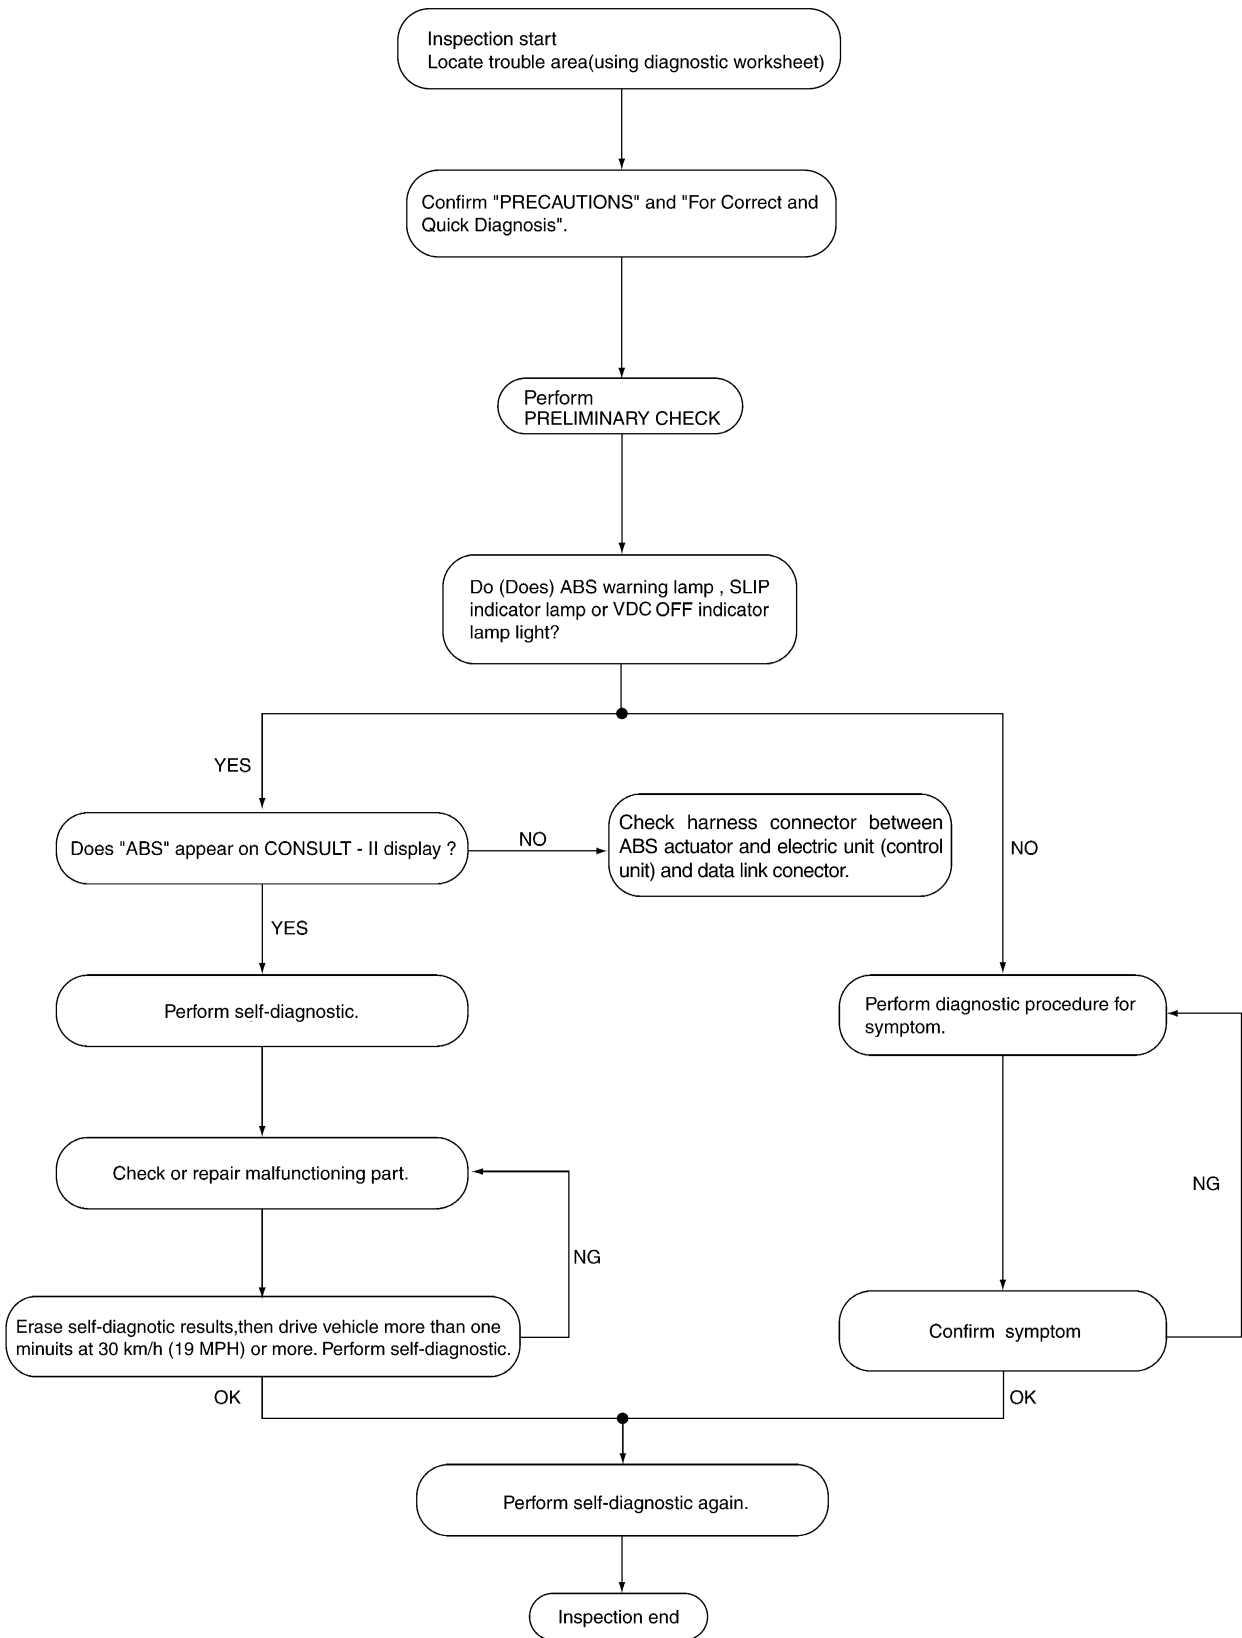 Inspection start
Locate trouble area(using diagnostic worksheet)
Confirm "PRECAUTIONS" and "For Correct and
Quick Diagnosis".
Perform
PRELIMINARY CHECK
Do (Does) ABS warning lamp , SLIP
indicator lamp or VDC OFF indicator
lamp light?
YES
Does "ABS" appear on CONSULT - II display ?
NO
Check harness connector between
ABS actuator and electric unit (control
unit) and data link conector.
NO
YES
Perform self-diagnostic.
Perform diagnostic procedure for
symptom.
Check or repair malfunctioning part.
NG
NG
Erase self-diagnotic results,then drive vehicle more than one
minuits at 30 km/h (19 MPH) or more. Perform self-diagnostic.
Confirm symptom
OK
OK
Perform self-diagnostic again.
Inspection end